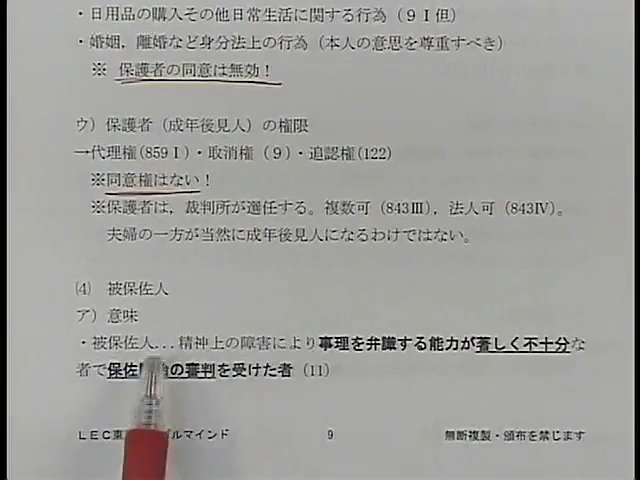 ・日用品の購入その他日常生活に関する行為（９Ⅰ但）
・婚姻，離婚など身分法上の行為（本人の意思を尊重すべき）
※ 保護者の同意は無効！
ウ）保護者（成年後見人）の権限
→代理権(859Ⅰ)・取消権（９）・追認権(122)
※同意権はない！
※保護者は，裁判所が選任する。複数可（843Ⅲ），法人可（843Ⅳ）。
夫婦の一方が当然に成年後見人になるわけではない。
⑷ 被保佐人
ア）意味
・被保佐人...精神上の障害により事理を弁識する能力が著しく不十分な
者で保佐 の審判を受けた者（11）
ＬＥＣ東 ルマインド 9 無断複製・頒布を禁じます